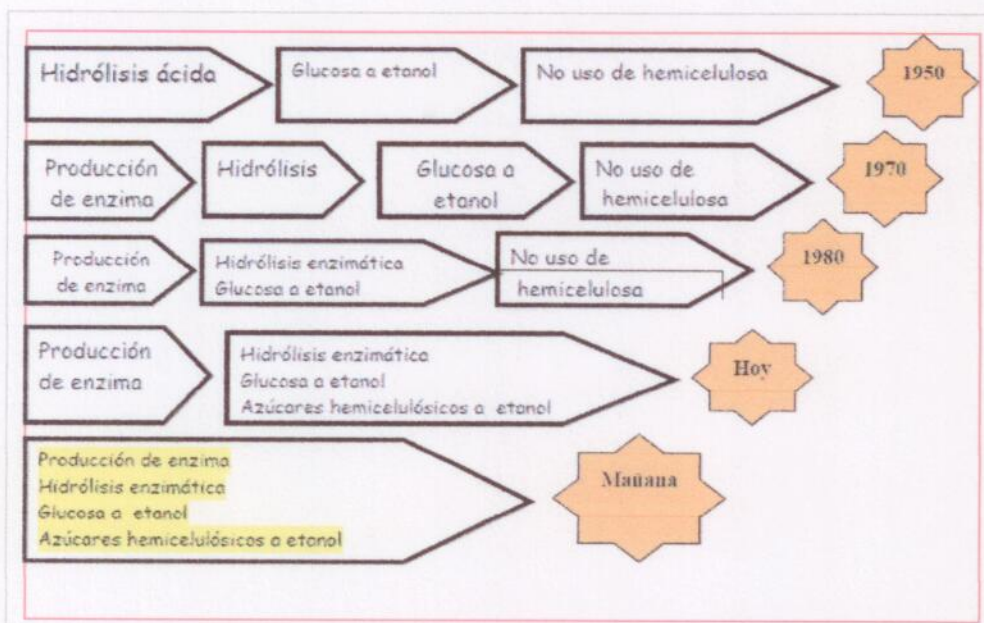 Hidrólisis ácida
Glucosa a etanol
No uso de hemicelulosa
1950
Producción
de enzima
Hidrólisis
Glucosa a
etanol
No uso de
hemicelulosa
1970
Producción
de enzima
Hidrólisis enzimática
Glucosa a etanol
No uso de
hemicelulosa
1980
Producción
de enzima
Hidrólisis enzimática
Glucosa a etanol
Azúcares hemicelulósicos a etanol
Hoy
Producción de enzima
Hidrólisis enzimática
Glucosa a etanol
Azúcares hemicelulósicos a etanol
Mañana